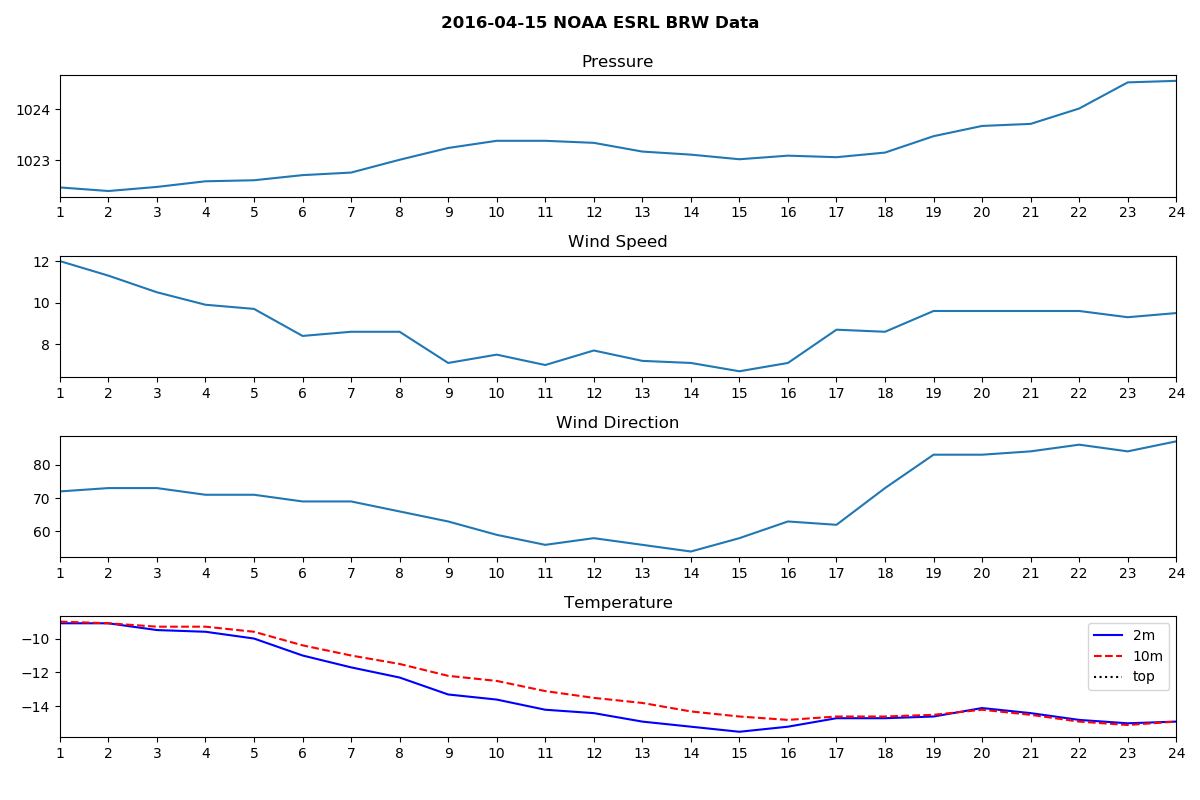 2016-04-15 NOAA ESRL BRW Data
Pressure
1024
1023
1 2 3 4 5 6 7 8 9 10 11 12 13 14 15 16 17 18 19 20 21 22 23 24
Wind Speed
12
10
8
1 2 3 4 5 6 7 8 9 10 11 12 13 14 15 16 17 18 19 20 21 22 23 24
Wind Direction
80
70
60
1 2 3 4 5 6 7 8 9 10 11 12 13 14 15 16 17 18 19 20 21 22 23 24
Temperature
−10
−12
−14
2m
10m
top
1 2 3 4 5 6 7 8 9 10 11 12 13 14 15 16 17 18 19 20 21 22 23 24